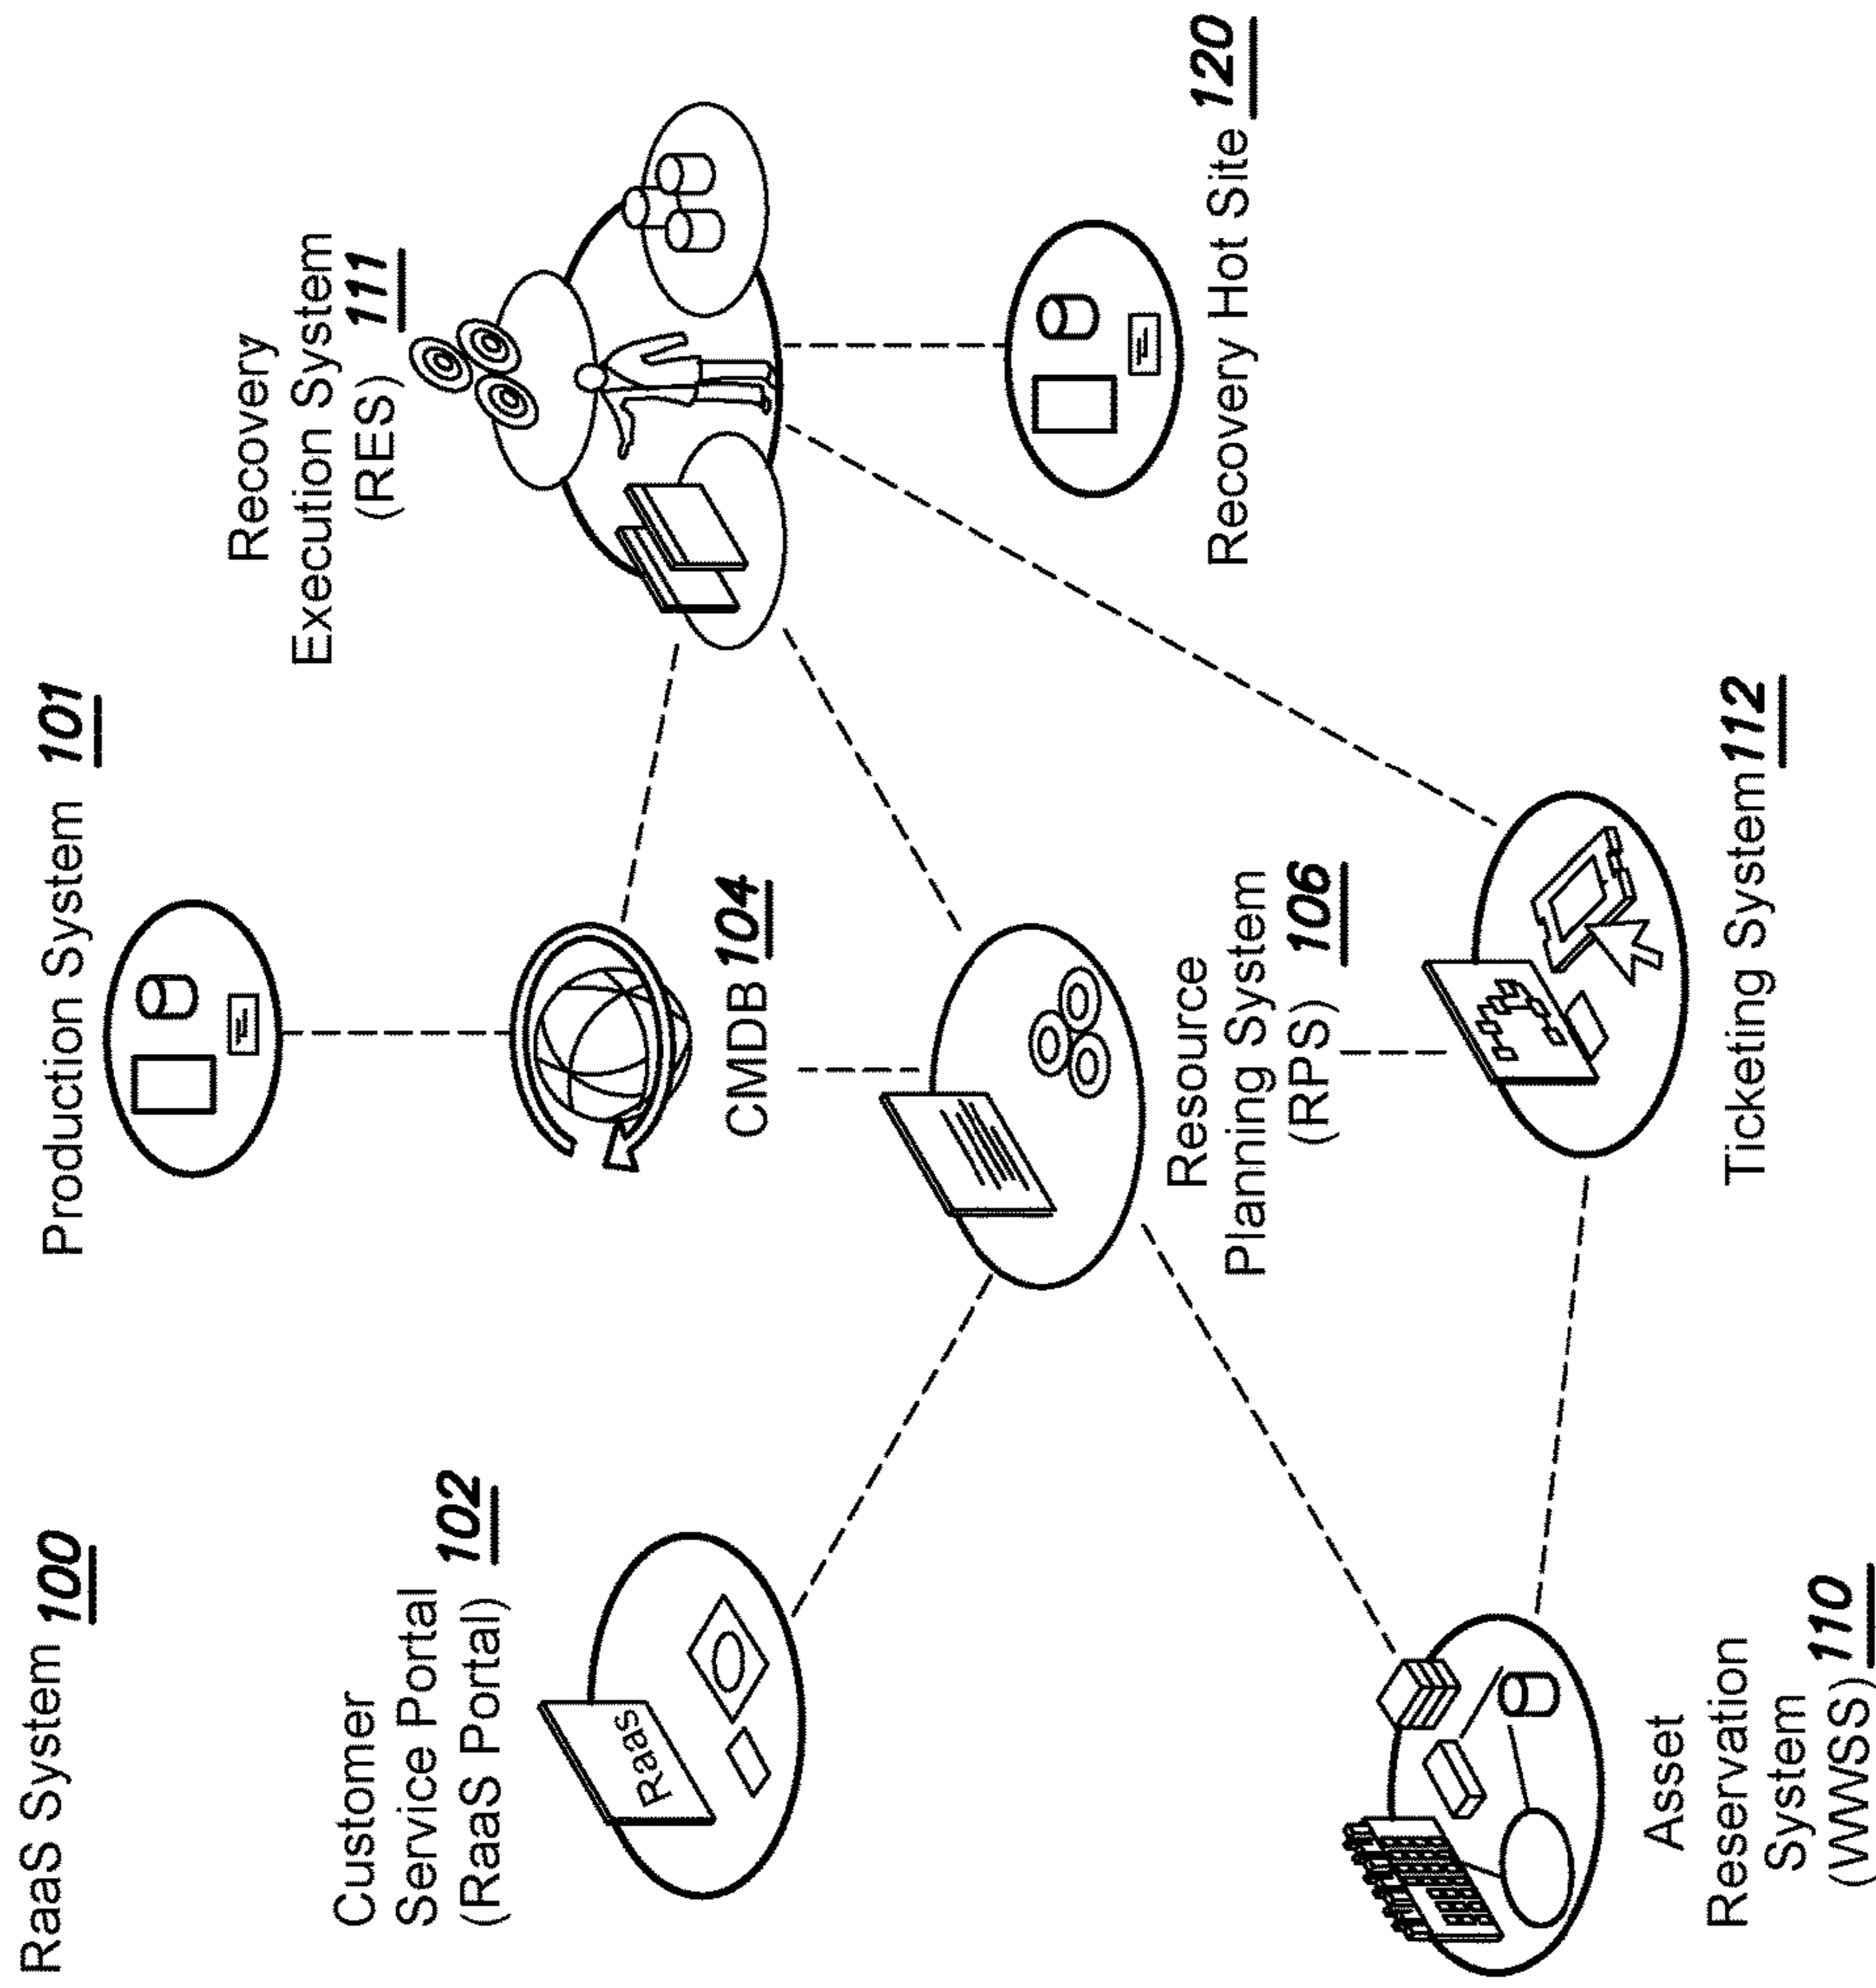 RaaS System 100
Production System 101
Recovery
Execution System
(RES) 111
Customer
Service Portal
(RaaS Portal) 102
Raas
CMDB 104
Resource
Planning System
(RPS) 106
Recovery Hot Site 120
Asset
Reservation
System
(WWSS) 110
Ticketing System 112